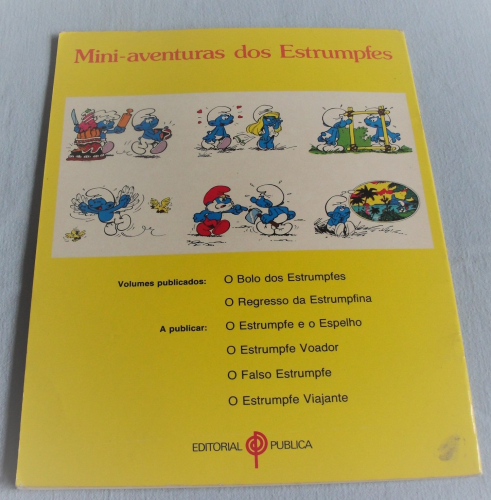 Mini-aventuras dos Estrumpfes
Volumes publicados: O Bolo dos Estrumpfes
O Regresso da Estrumpfina
A publicar: O Estrumpfe e o Espelho
O Estrumpfe Voador
O Falso Estrumpfe
O Estrumpfe Viajante
EDITORIAL PUBLICA